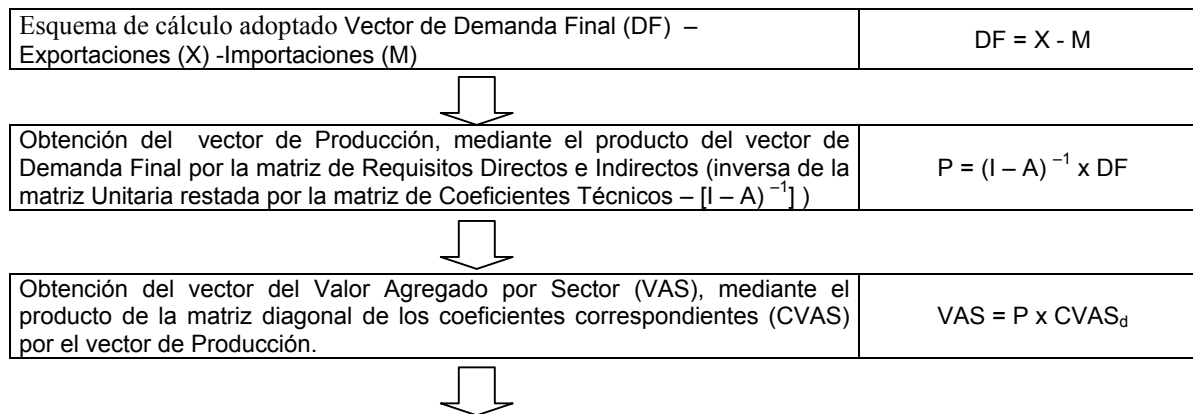 Esquema de cálculo adoptado Vector de Demanda Final (DF) –
Exportaciones (X) -Importaciones (M)
DF = X - M
Obtención del vector de Producción, mediante el producto del vector de
Demanda Final por la matriz de Requisitos Directos e Indirectos (inversa de la
matriz Unitaria restada por la matriz de Coeficientes Técnicos – [I – A) ⁻¹] )
P = (I – A) ⁻¹ x DF
Obtención del vector del Valor Agregado por Sector (VAS), mediante el
producto de la matriz diagonal de los coeficientes correspondientes (CVAS)
por el vector de Producción.
VAS = P x CVASd